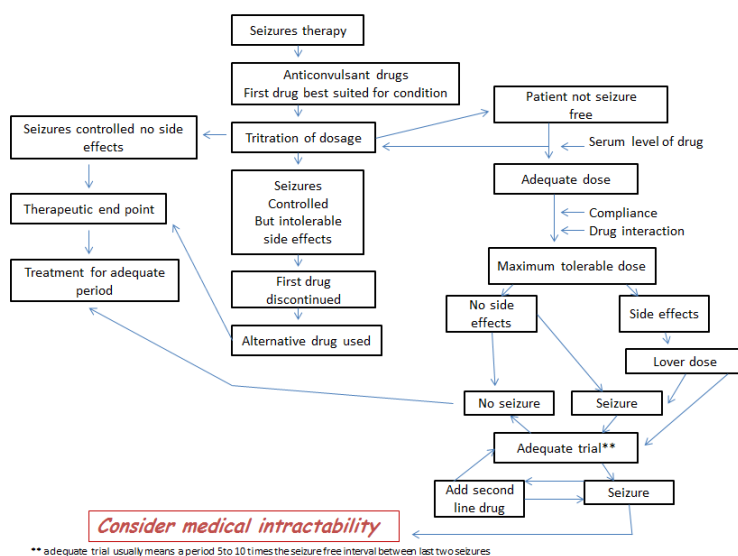 Seizures therapy
Anticonvulsant drugs
First drug best suited for condition
Patient not seizure
free
Seizures controlled no side
effects
Tritration of dosage
Serum level of drug
Adequate dose
Seizures
Controlled
But intolerable
side effects
Therapeutic end point
Compliance
Drug interaction
Maximum tolerable dose
Treatment for adequate
period
First drug
discontinued
No side
effects
Side effects
Alternative drug used
Lover dose
No seizure
Seizure
Adequate trial**
Add second
line drug
Seizure
Consider medical intractability
** adequate trial usually means a period 5to 10 times the seizure free interval between last two seizures